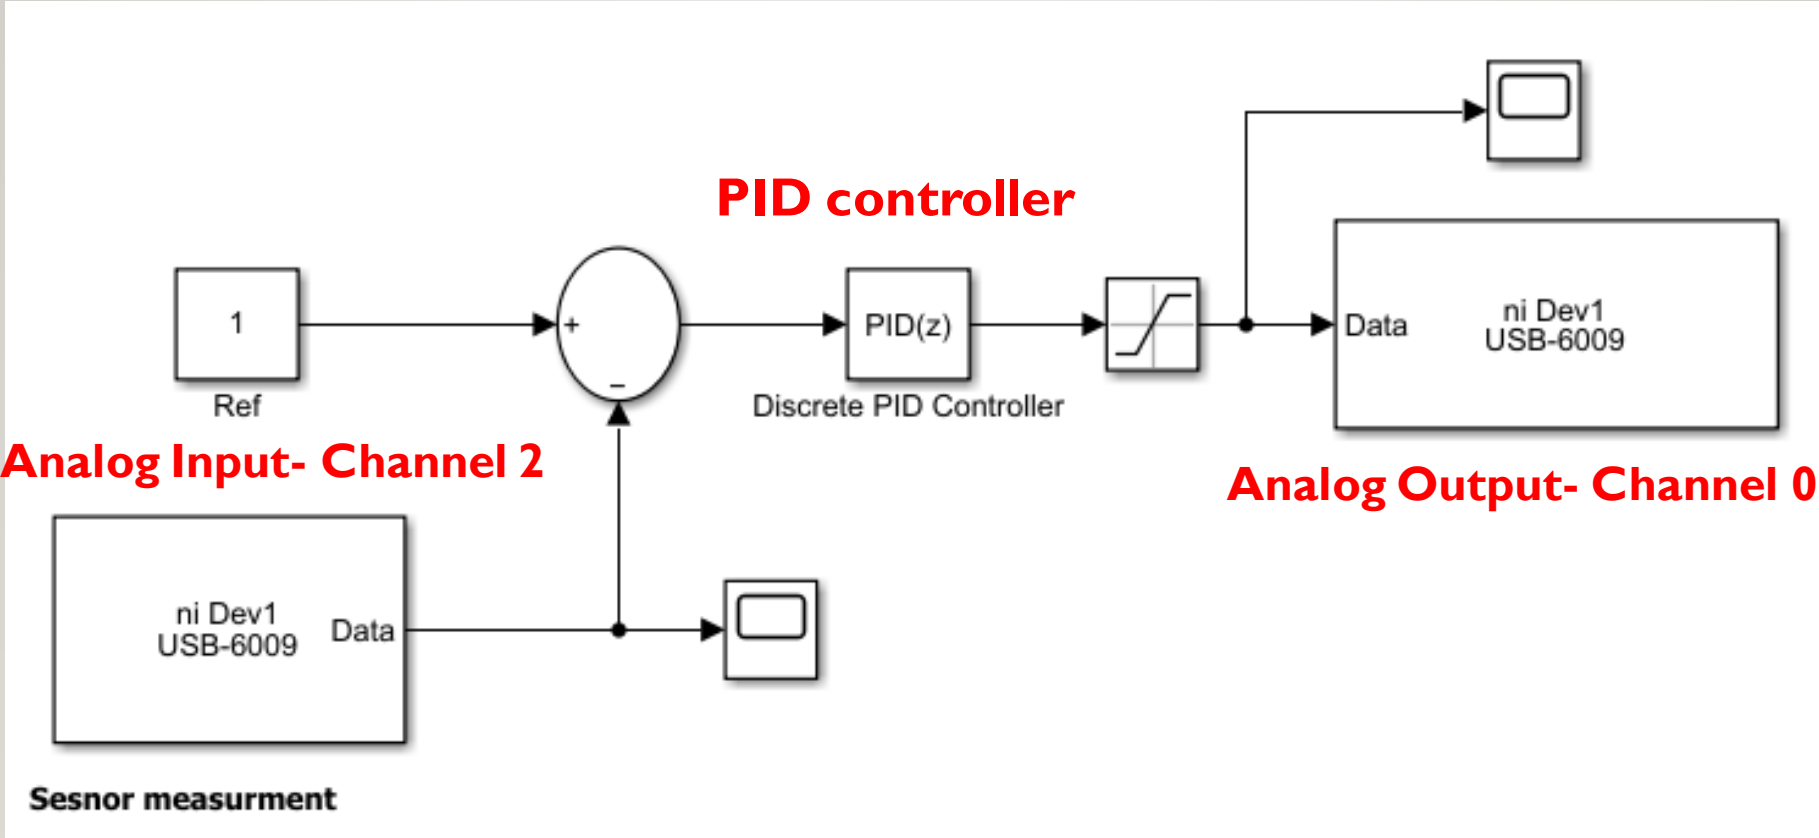 PID controller
1
Ref
+
−
PID(z)
Discrete PID Controller
Data
ni Dev1
USB-6009
Analog Input- Channel 2
Analog Output- Channel 0
ni Dev1
USB-6009
Data
Sesnor measurment